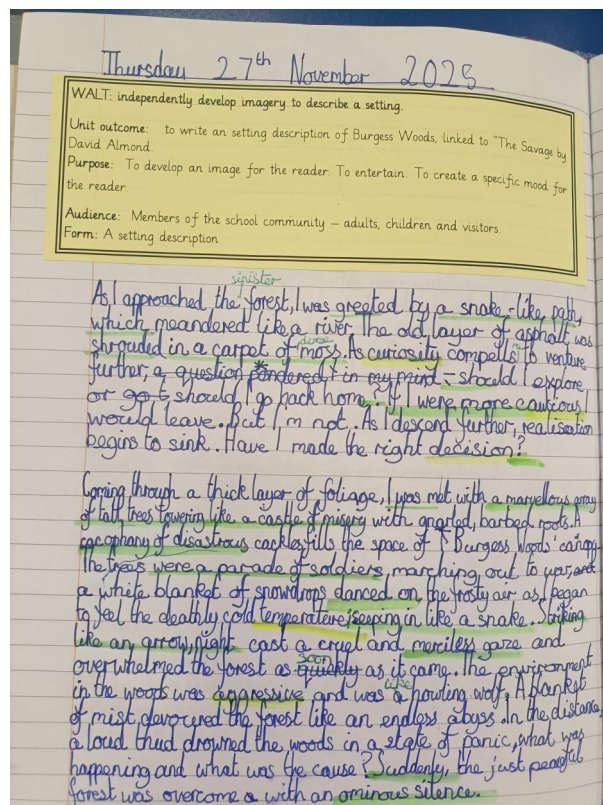 Thursday 27th November 2025
WALT: independently develop imagery to describe a setting.
Unit outcome: to write an setting description of Burgess Woods, linked to "The Savage by
David Almond.
Purpose: To develop an image for the reader. To entertain. To create a specific mood for
the reader.
Audience: Members of the school community – adults, children and visitors.
Form: A setting description.
sinister
As I approached the forest, I was greated by a snake-like path,
which meandered like a river. The old layer of asphalt was
shrouded in a carpot of moss. As curiosity compells to venture
further, a question pondered in my mind - should I explore
or got should I go back home. If I were more cautious, I
would leave. But I'm not. As I descend further, realisation
begins to sink. Have I made the right decision?
Coming through a thick layer of foliage, I was met with a marvellous array
of tall trees towering like a castle of misery with gnarled, barbed roots. A
cacophany of disastrous cackles fills the space of Burgess Woods' canopy.
The trees were a parade of soldiers, marching out to war, and
a white blanket of snowdrops danced on the frosty air as I began
to feel the deathly cold temperature seeping in like a snake. Striking
like an arrow, night cast a cruel and merciless gaze and
overwhelmed the forest as soon quickly as it came. The environment
in the woods was aggressive and was like a howling wolf. A blanket
of mist devoured the forest like an endless abyss. In the distance,
a loud thud drowned the woods in a state of panic, what was
happening and what was the cause? Suddenly, the just peaceful
forest was overcome a with an ominous silence.